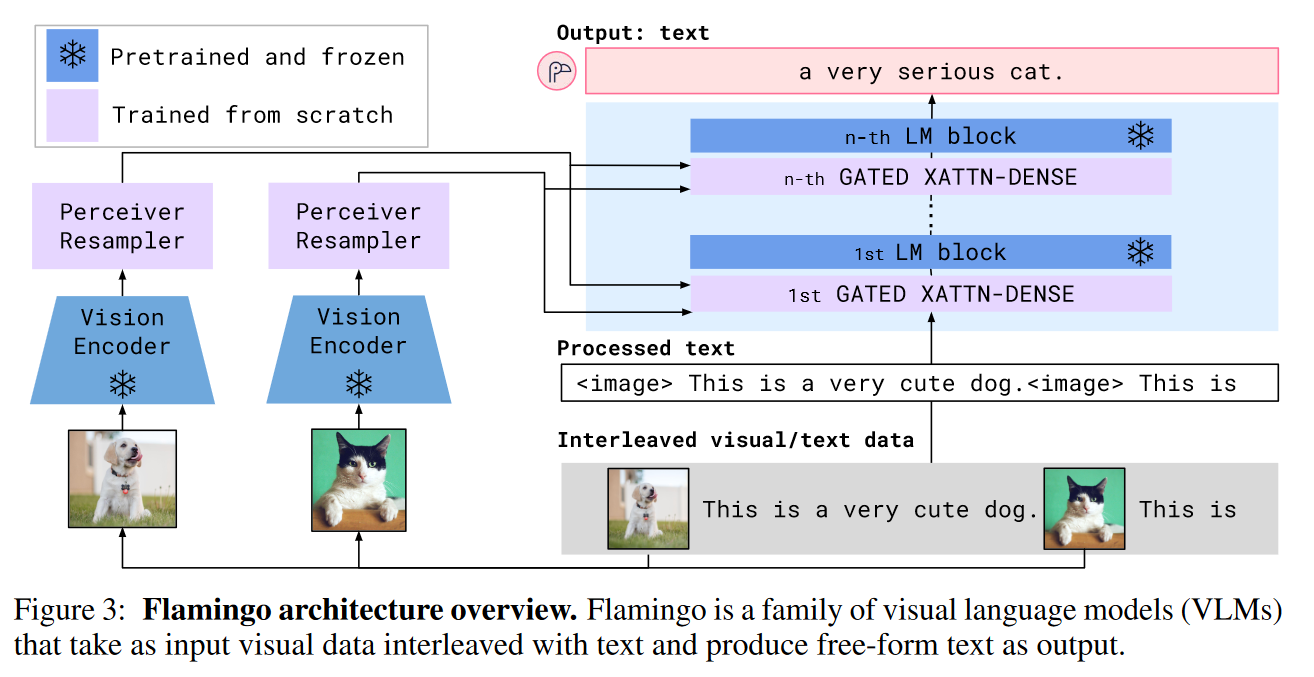 Pretrained and frozen
Trained from scratch
Perceiver
Resampler
Vision
Encoder
Perceiver
Resampler
Vision
Encoder
Output: text
a very serious cat.
n-th LM block
n-th GATED XATTN-DENSE
1st LM block
1st GATED XATTN-DENSE
Processed text
<image> This is a very cute dog.<image> This is
Interleaved visual/text data
This is a very cute dog. This is
Figure 3: Flamingo architecture overview. Flamingo is a family of visual language models (VLMs)
that take as input visual data interleaved with text and produce free-form text as output.